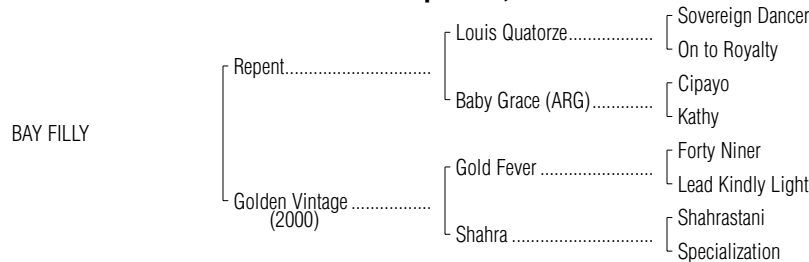 Sovereign Dancer
Louis Quatorze...................
On to Royalty
Repent..................................
Cipayo
Baby Grace (ARG)..............
Kathy
BAY FILLY
Forty Niner
Gold Fever ..........................
Lead Kindly Light
Golden Vintage ..................
(2000)
Shahrastani
Shahra .................................
Specialization